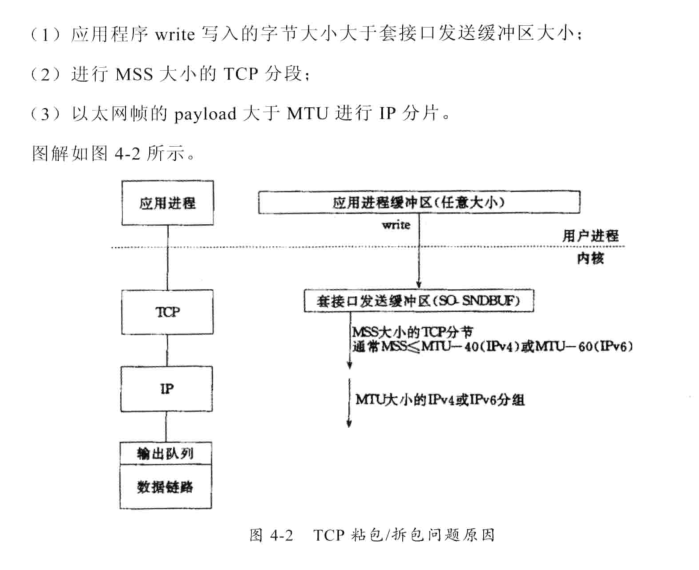 （1）应用程序 write 写入的字节大小大于套接口发送缓冲区大小；
（2）进行 MSS 大小的 TCP 分段；
（3）以太网帧的 payload 大于 MTU 进行 IP 分片。
图解如图 4-2 所示。
应用进程
应用进程缓冲区(任意大小)
write
用户进程
内核
TCP
套接口发送缓冲区(SO-SNDBUF)
MSS大小的TCP分节
通常MSS≤MTU－40(IPv4)或MTU－60(IPv6)
IP
MTU大小的IPv4或IPv6分组
输出队列
数据链路
图 4-2 TCP 粘包/拆包问题原因